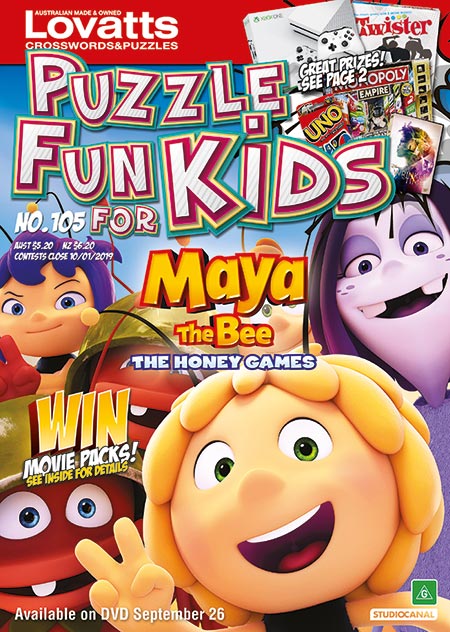 AUSTRALIAN MADE & OWNED
Lovatts
CROSSWORDS&PUZZLES
XBOX ONE
Twister
GREAT PRIZES!
SEE PAGE 2
MONOPOLY
EMPIRE
UNO
PUZZLE
FUN FOR KiDS
NO. 105
AUST $5.20 NZ $6.20
CONTESTS CLOSE 10/01/2019
Maya
The Bee
THE HONEY GAMES
WIN
MOVIE PACKS!
SEE INSIDE FOR DETAILS
Available on DVD September 26
G
STUDIOCANAL